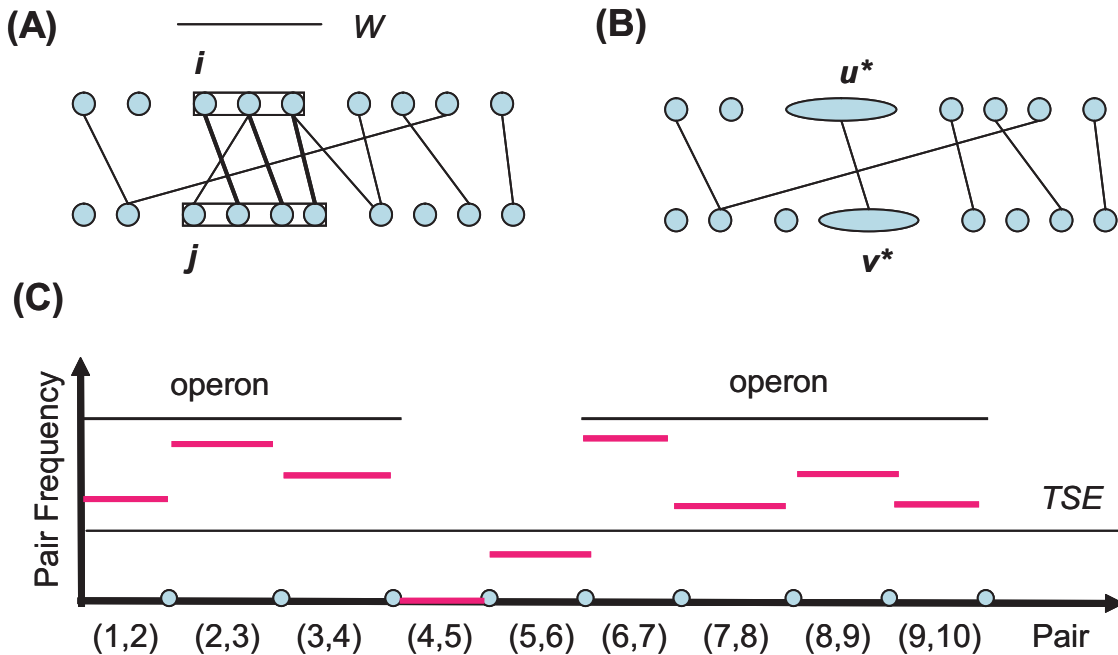 (A)
W
i
j
(B)
u*
v*
(C)
Pair Frequency
operon
operon
TSE
(1,2) (2,3) (3,4) (4,5) (5,6) (6,7) (7,8) (8,9) (9,10) Pair